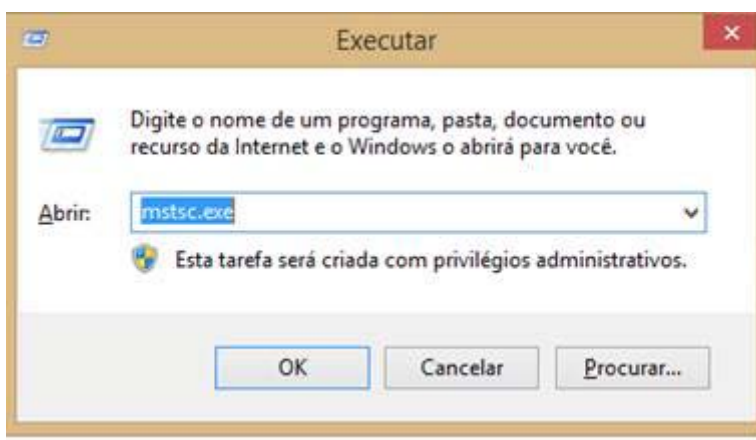 Executar
Digite o nome de um programa, pasta, documento ou
recurso da Internet e o Windows o abrirá para você.
Abrir: mstsc.exe
Esta tarefa será criada com privilégios administrativos.
OK Cancelar Procurar...